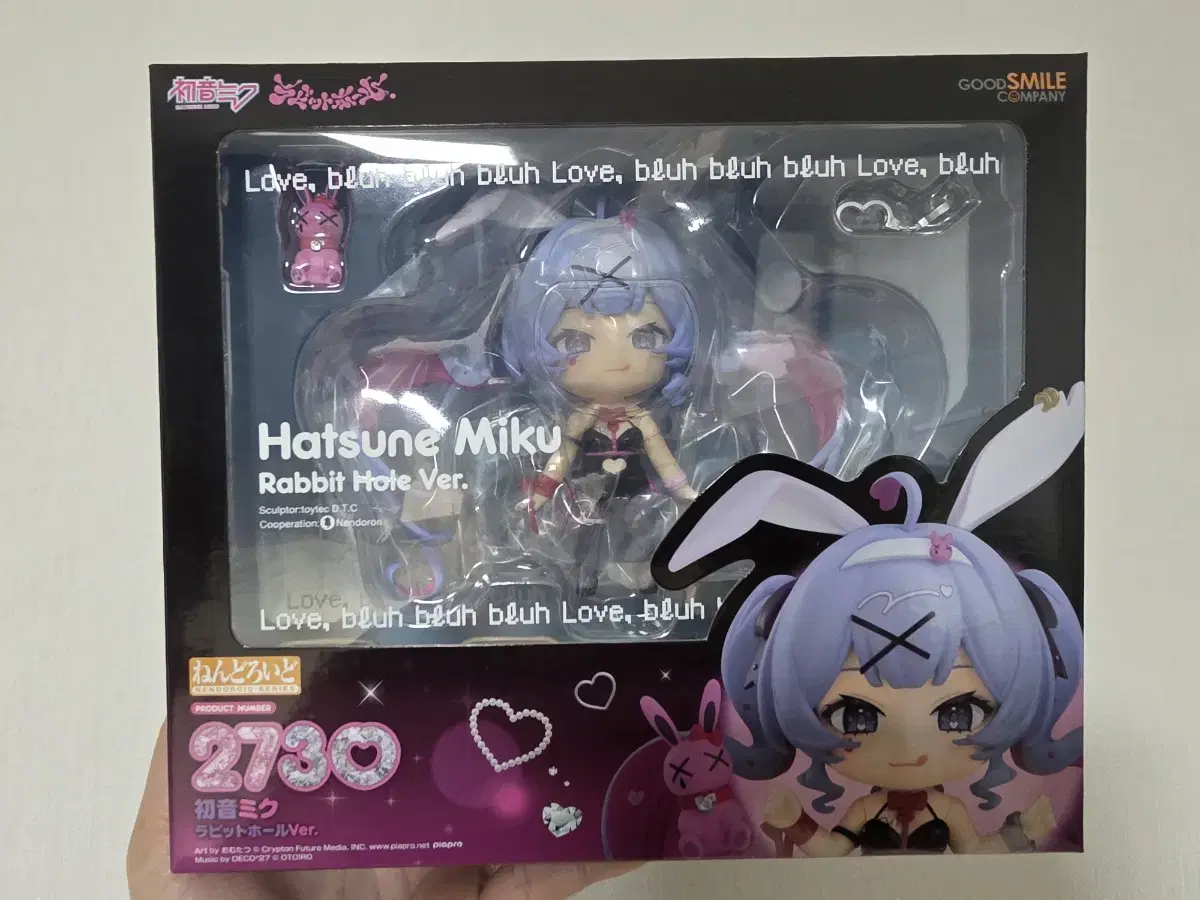 初音ミク ラビットホール
GOOD SMILE COMPANY
Love, bluh bluh bluh Love, bluh bluh bluh Love, bluh
Hatsune Miku
Rabbit Hole Ver.
Sculptor:toytec D.T.C
Cooperation: Nendoron
Love,
Love, bluh bluh bluh Love, bluh
ねんどろいど
NENDOROID SERIES
PRODUCT NUMBER
2730
初音ミク
ラビットホールVer.
Art by おむたつ © Crypton Future Media, INC. www.piapro.net piapro
Music by DECO*27 © OTOIRO